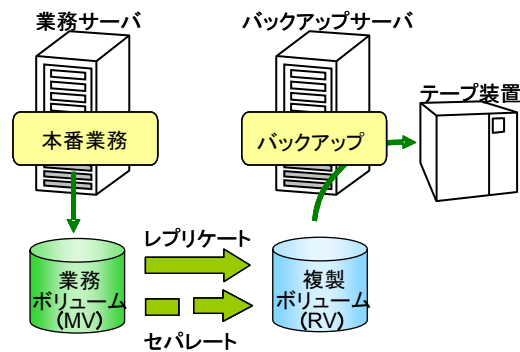 業務サーバ
バックアップサーバ
テープ装置
本番業務
バックアップ
レプリケート
業務
ボリューム
(MV)
複製
ボリューム
(RV)
セパレート